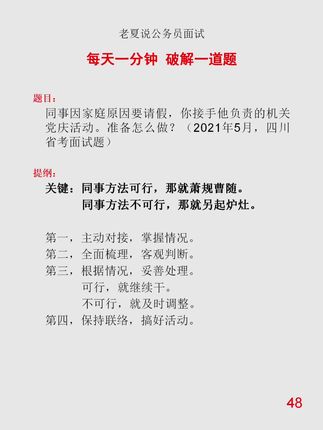 老夏说公务员面试
每天一分钟 破解一道题
题目：
同事因家庭原因要请假，你接手他负责的机关
党庆活动。准备怎么做？（2021年5月，四川
省考面试题）
提纲：
关键：同事方法可行，那就萧规曹随。
同事方法不可行，那就另起炉灶。
第一，主动对接，掌握情况。
第二，全面梳理，客观判断。
第三，根据情况，妥善处理。
可行，就继续干。
不可行，就及时调整。
第四，保持联络，搞好活动。
48